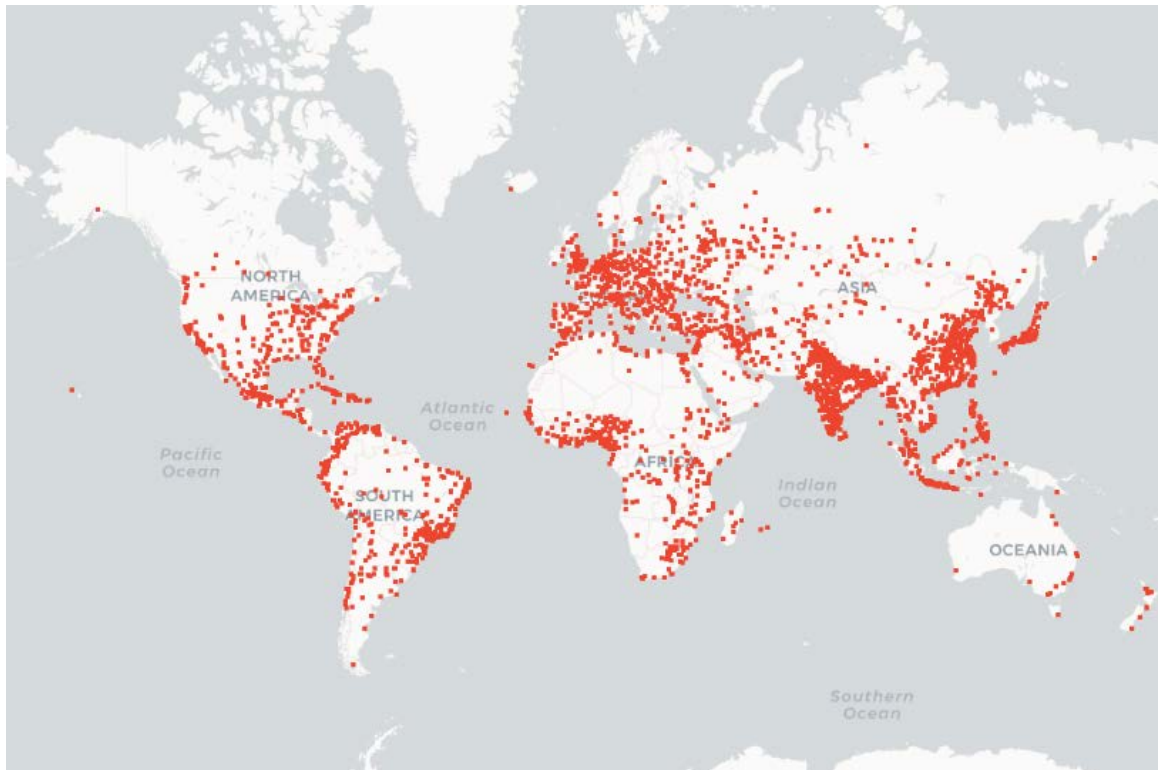 NORTH
AMERICA
ASIA
Atlantic
Ocean
Pacific
Ocean
AFRICA
Indian
Ocean
SOUTH
AMERICA
OCEANIA
Southern
Ocean